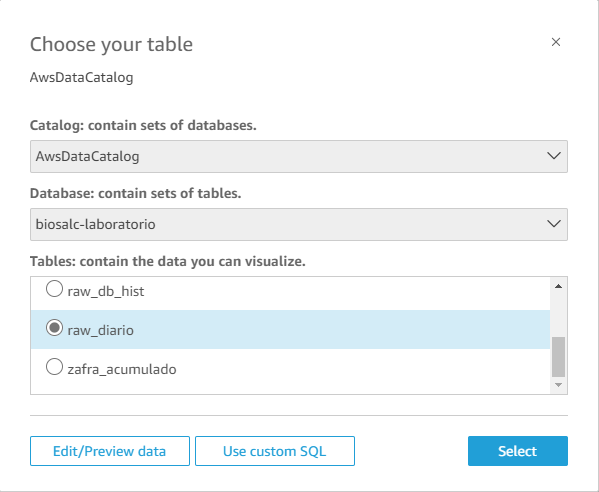 Choose your table
AwsDataCatalog
Catalog: contain sets of databases.
AwsDataCatalog
Database: contain sets of tables.
biosalc-laboratorio
Tables: contain the data you can visualize.
raw_db_hist
raw_diario
zafra_acumulado
Edit/Preview data
Use custom SQL
Select